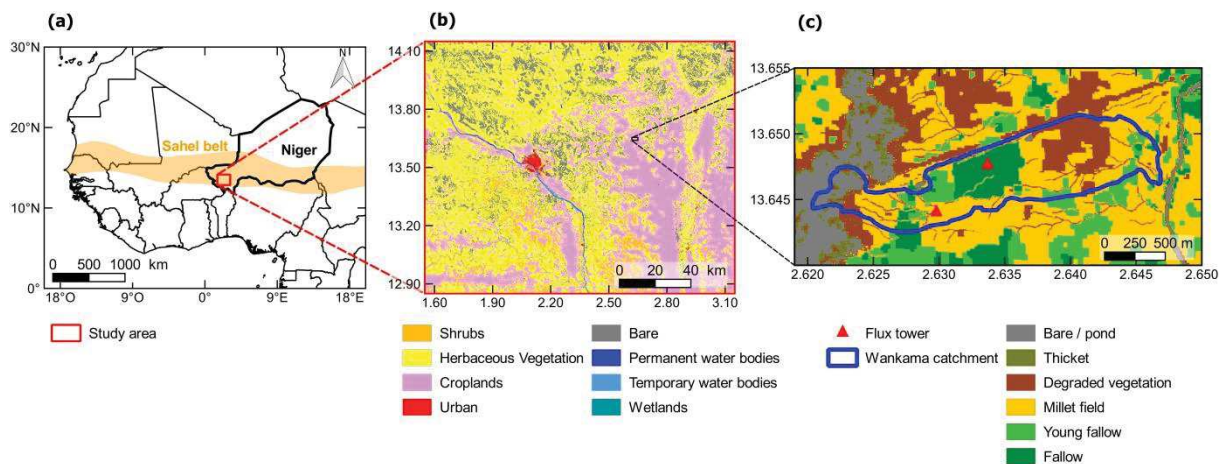 (a)
30°N
20°N
10°N
0°
18°W
9°W
0°
9°E
18°E
N
Sahel belt
Niger
0 500 1000 km
Study area
(b)
14.10
13.80
13.50
13.20
12.90
1.60
1.90
2.20
2.50
2.80
3.10
0 20 40 km
Shrubs
Herbaceous Vegetation
Croplands
Urban
Bare
Permanent water bodies
Temporary water bodies
Wetlands
(c)
13.655
13.650
13.645
2.620
2.625
2.630
2.635
2.640
2.645
2.650
0 250 500 m
Flux tower
Wankama catchment
Bare / pond
Thicket
Degraded vegetation
Millet field
Young fallow
Fallow